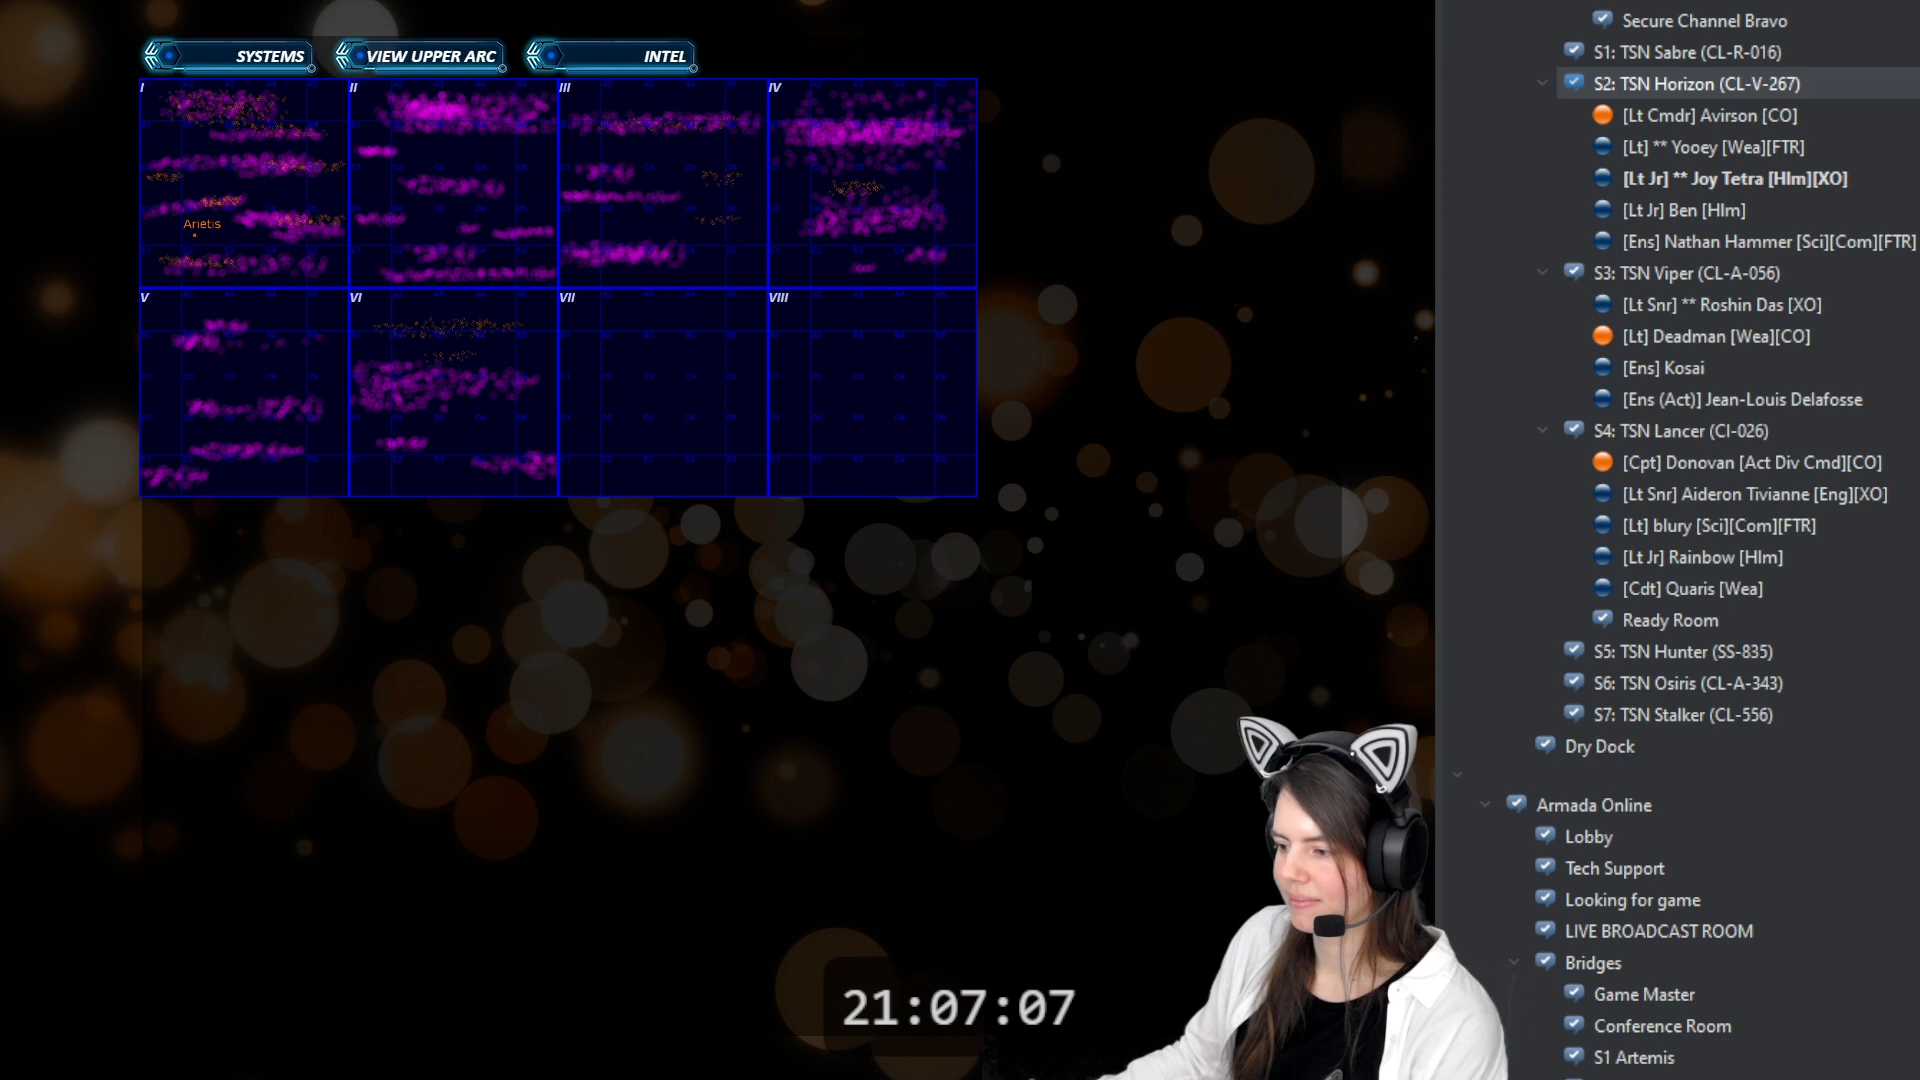 SYSTEMS
VIEW UPPER ARC
INTEL
I
II
III
IV
Arietis
V
VI
VII
VIII
21:07:07
Secure Channel Bravo
S1: TSN Sabre (CL-R-016)
S2: TSN Horizon (CL-V-267)
[Lt Cmdr] Avirson [CO]
[Lt] ** Yooey [Wea][FTR]
[Lt Jr] ** Joy Tetra [Hlm][XO]
[Lt Jr] Ben [Hlm]
[Ens] Nathan Hammer [Sci][Com][FTR]
S3: TSN Viper (CL-A-056)
[Lt Snr] ** Roshin Das [XO]
[Lt] Deadman [Wea][CO]
[Ens] Kosai
[Ens (Act)] Jean-Louis Delafosse
S4: TSN Lancer (CI-026)
[Cpt] Donovan [Act Div Cmd][CO]
[Lt Snr] Aideron Tivianne [Eng][XO]
[Lt] blury [Sci][Com][FTR]
[Lt Jr] Rainbow [Hlm]
[Cdt] Quaris [Wea]
Ready Room
S5: TSN Hunter (SS-835)
S6: TSN Osiris (CL-A-343)
S7: TSN Stalker (CL-556)
Dry Dock
Armada Online
Lobby
Tech Support
Looking for game
LIVE BROADCAST ROOM
Bridges
Game Master
Conference Room
S1 Artemis